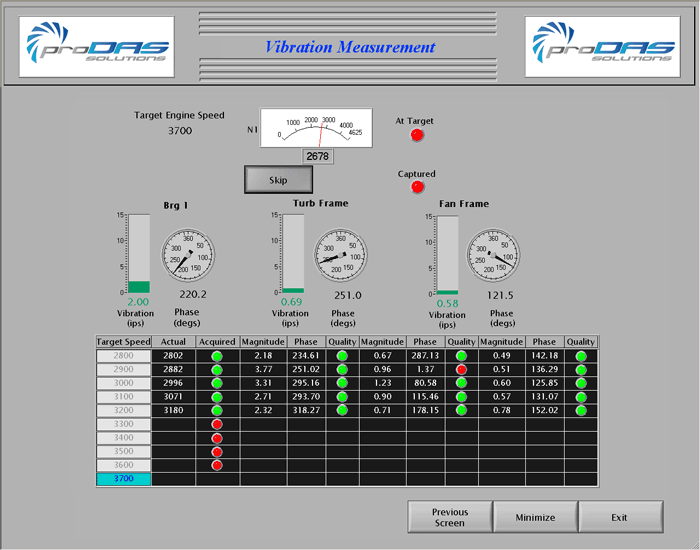 proDAS
SOLUTIONS
Vibration Measurement
proDAS
SOLUTIONS
Target Engine Speed
3700
N1
0 1000 2000 3000 4000 4625
2678
At Target
Skip
Captured
Brg 1
Turb Frame
Fan Frame
15
10
5
0
360 50 100 150 200 250 300
15
10
5
0
360 50 100 150 200 250 300
15
10
5
0
360 50 100 150 200 250 300
2.00 220.2 0.69 251.0 0.58 121.5
Vibration (ips) Phase (degs) Vibration (ips) Phase (degs) Vibration (ips) Phase (degs)
Target Speed Actual Acquired Magnitude Phase Quality Magnitude Phase Quality Magnitude Phase Quality
2800 2802 2.18 234.61 0.67 287.13 0.49 142.18
2900 2882 3.77 251.02 0.96 1.37 0.51 136.29
3000 2996 3.31 295.16 1.23 80.58 0.60 125.85
3100 3071 2.71 293.70 0.90 115.46 0.57 131.07
3200 3180 2.32 318.27 0.71 178.15 0.78 152.02
3300
3400
3500
3600
3700
Previous
Screen
Minimize
Exit